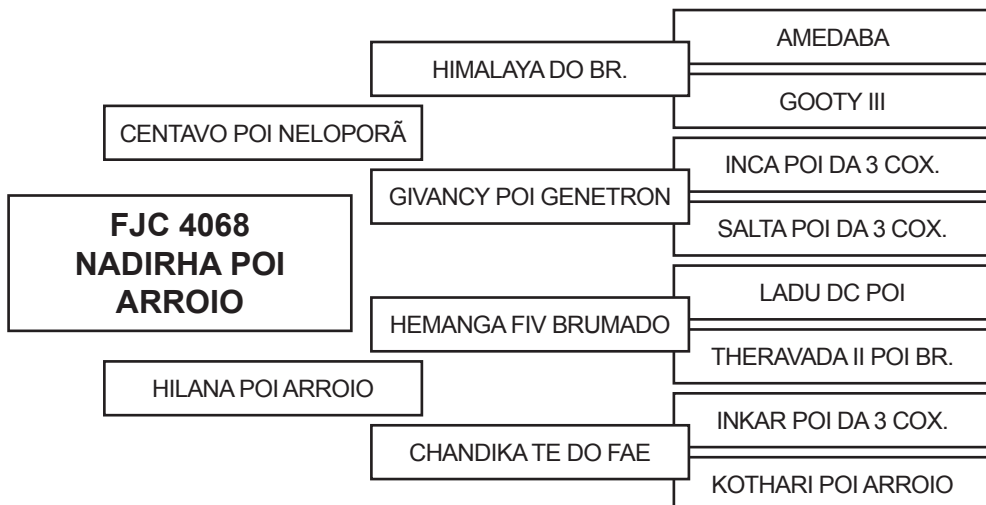 AMEDABA
HIMALAYA DO BR.
GOOTY III
CENTAVO POI NELOPORÃ
INCA POI DA 3 COX.
GIVANCY POI GENETRON
SALTA POI DA 3 COX.
FJC 4068
NADIRHA POI
ARROIO
LADU DC POI
HEMANGA FIV BRUMADO
THERAVADA II POI BR.
HILANA POI ARROIO
INKAR POI DA 3 COX.
CHANDIKA TE DO FAE
KOTHARI POI ARROIO